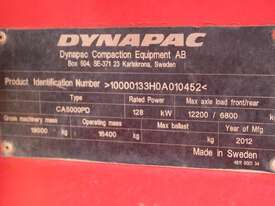 DYNAPAC
Dynapac Compaction Equipment AB
Box 504, SE-371 23 Karlskrona, Sweden
Product Identification Number >10000133H0A010452<
Type Rated Power Max axle load front/rear
CA5000PD 128 kW 12200 / 6800 kg
Gross machinery mass Operating mass Max ballast Year of Mfg
19000 kg 16400 kg kg 2012
Made in Sweden